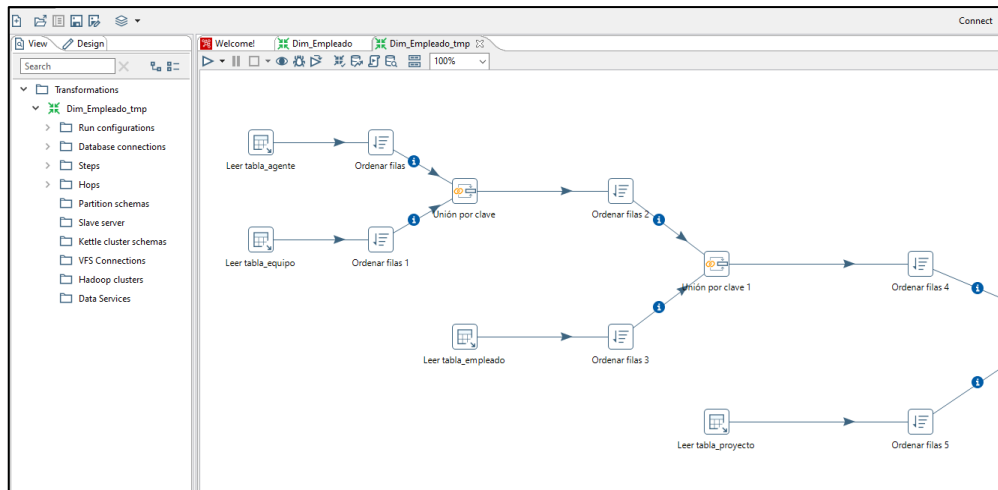 Connect
View
Design
Welcome!
Dim_Empleado
Dim_Empleado_tmp
Search
100%
Transformations
Dim_Empleado_tmp
Run configurations
Database connections
Steps
Hops
Partition schemas
Slave server
Kettle cluster schemas
VFS Connections
Hadoop clusters
Data Services
Leer tabla_agente
Ordenar filas
Unión por clave
Ordenar filas 2
Leer tabla_equipo
Ordenar filas 1
Unión por clave 1
Ordenar filas 4
Leer tabla_empleado
Ordenar filas 3
Leer tabla_proyecto
Ordenar filas 5